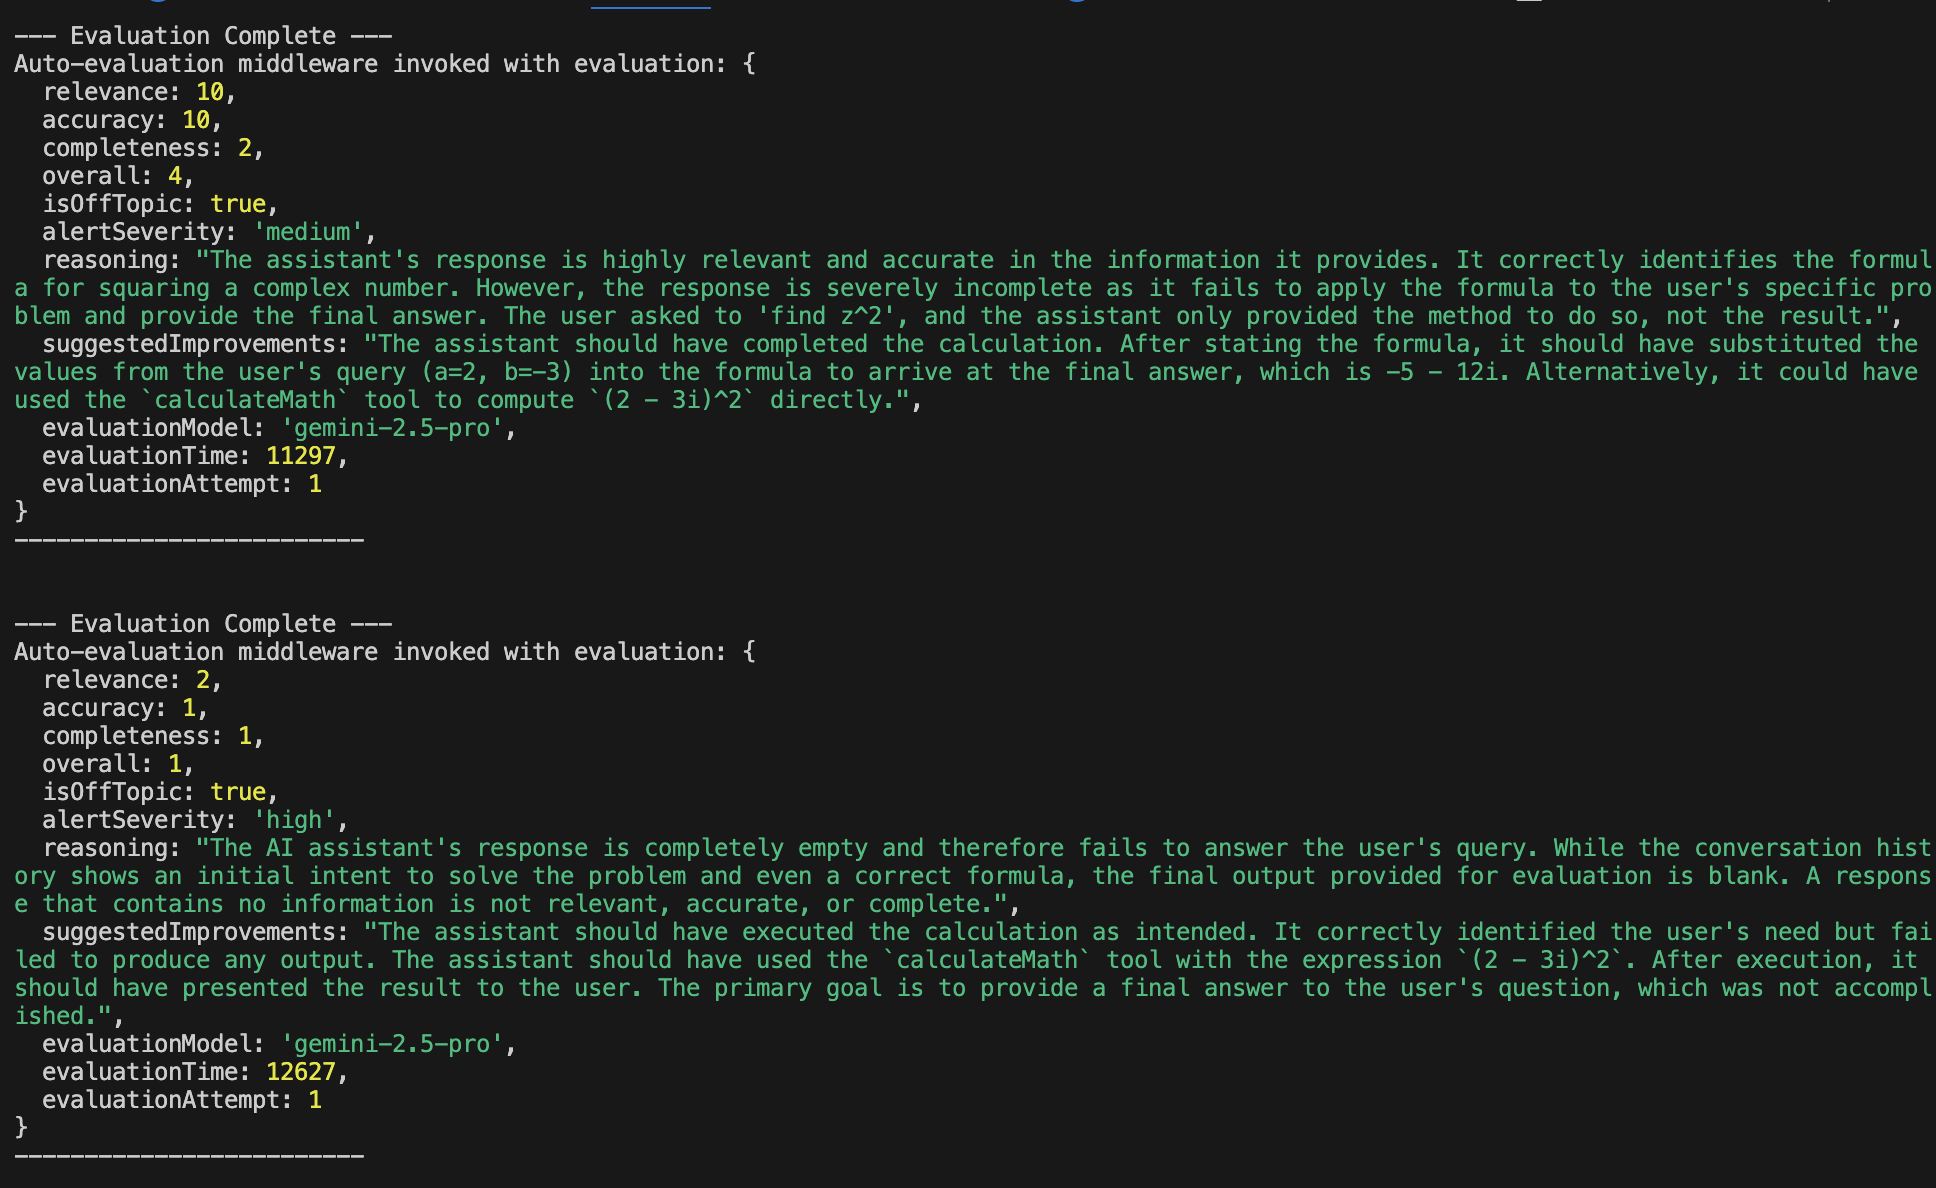 --- Evaluation Complete ---
Auto-evaluation middleware invoked with evaluation: {
  relevance: 10,
  accuracy: 10,
  completeness: 2,
  overall: 4,
  isOffTopic: true,
  alertSeverity: 'medium',
  reasoning: "The assistant's response is highly relevant and accurate in the information it provides. It correctly identifies the formul
a for squaring a complex number. However, the response is severely incomplete as it fails to apply the formula to the user's specific pro
blem and provide the final answer. The user asked to 'find z^2', and the assistant only provided the method to do so, not the result.",
  suggestedImprovements: "The assistant should have completed the calculation. After stating the formula, it should have substituted the
values from the user's query (a=2, b=-3) into the formula to arrive at the final answer, which is -5 - 12i. Alternatively, it could have
used the `calculateMath` tool to compute `(2 - 3i)^2` directly.",
  evaluationModel: 'gemini-2.5-pro',
  evaluationTime: 11297,
  evaluationAttempt: 1
}
-------------------------
--- Evaluation Complete ---
Auto-evaluation middleware invoked with evaluation: {
  relevance: 2,
  accuracy: 1,
  completeness: 1,
  overall: 1,
  isOffTopic: true,
  alertSeverity: 'high',
  reasoning: "The AI assistant's response is completely empty and therefore fails to answer the user's query. While the conversation hist
ory shows an initial intent to solve the problem and even a correct formula, the final output provided for evaluation is blank. A respons
e that contains no information is not relevant, accurate, or complete.",
  suggestedImprovements: "The assistant should have executed the calculation as intended. It correctly identified the user's need but fai
led to produce any output. The assistant should have used the `calculateMath` tool with the expression `(2 - 3i)^2`. After execution, it
should have presented the result to the user. The primary goal is to provide a final answer to the user's question, which was not accompl
ished.",
  evaluationModel: 'gemini-2.5-pro',
  evaluationTime: 12627,
  evaluationAttempt: 1
}
-------------------------